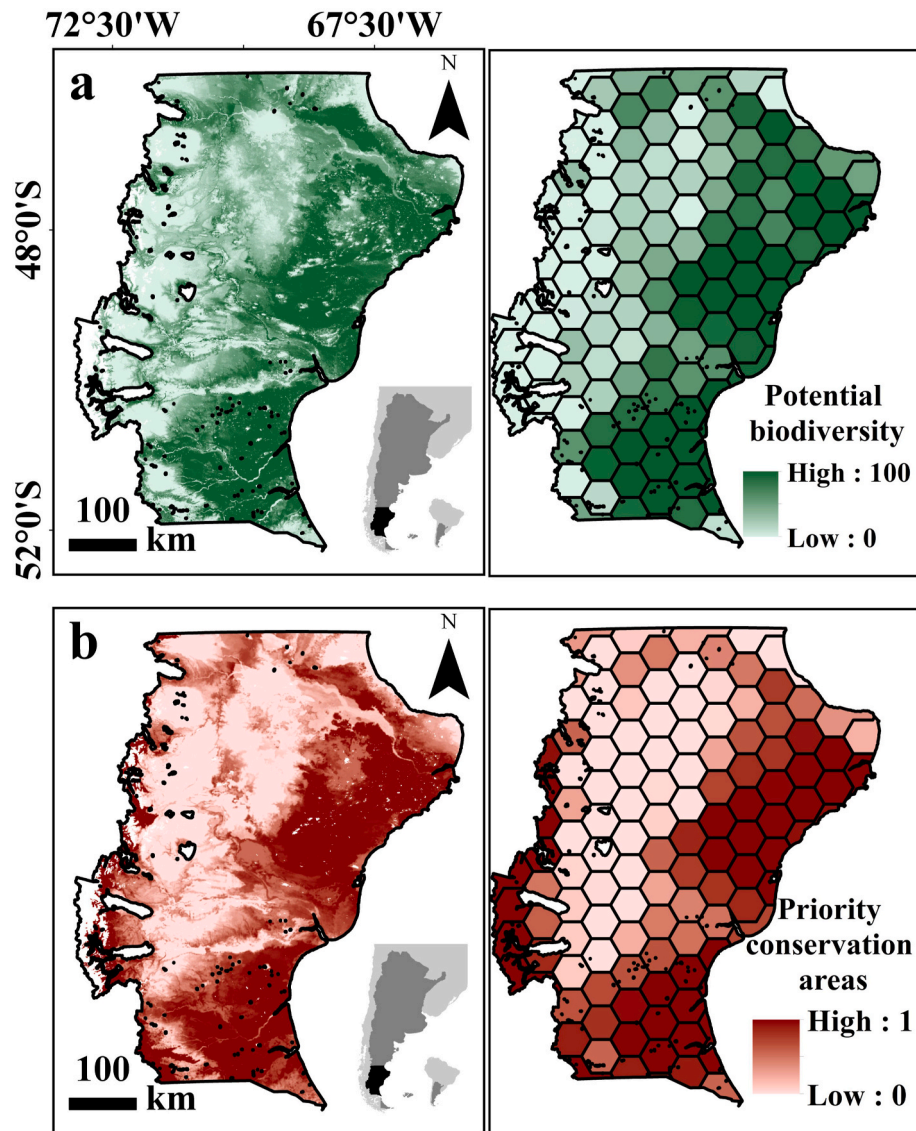 72°30'W 67°30'W
a
N
48°0'S
52°0'S
100
km
Potential
biodiversity
High : 100
Low : 0
b
N
100
km
Priority
conservation
areas
High : 1
Low : 0